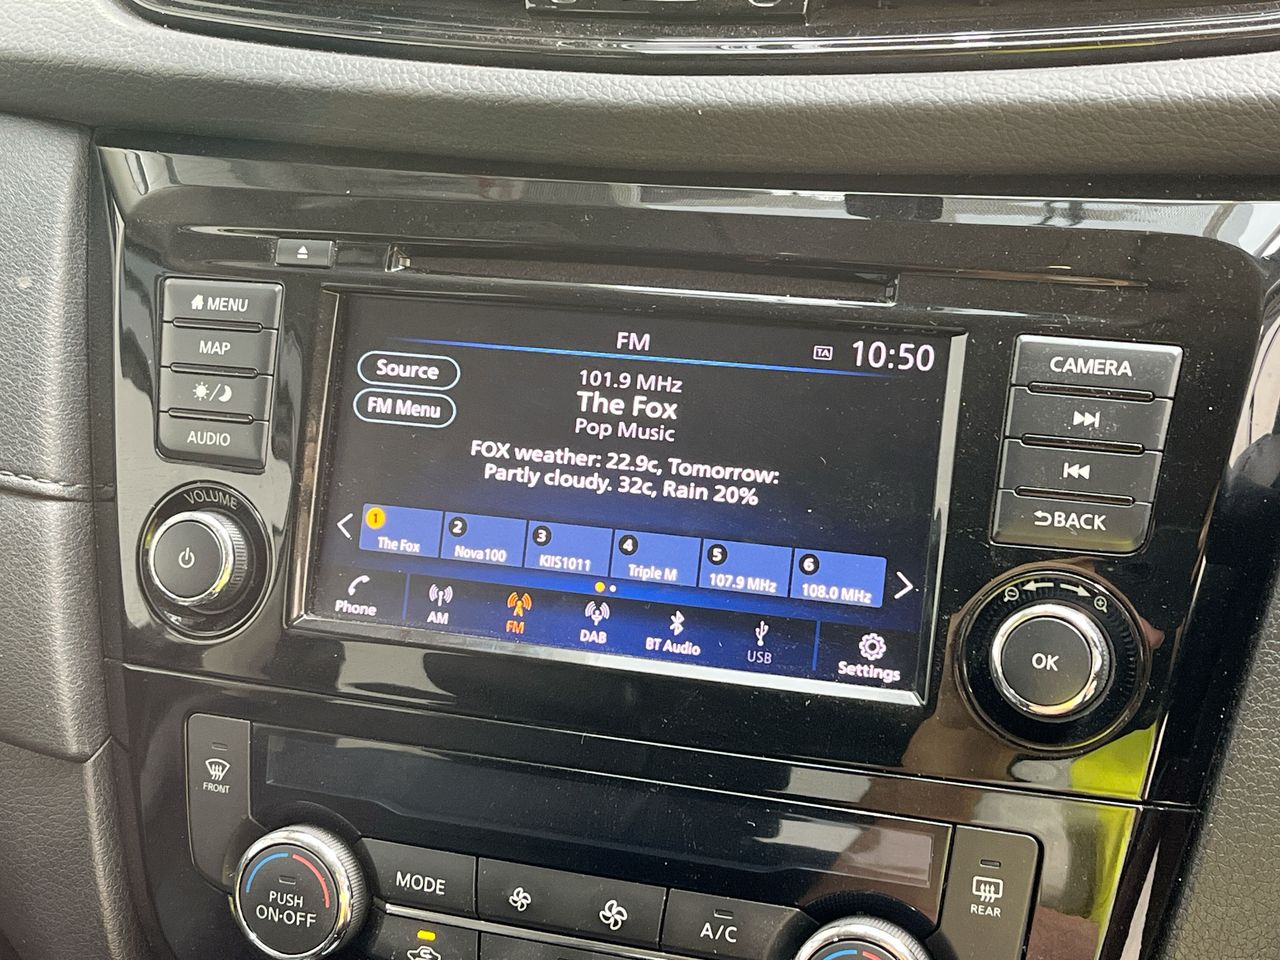 MENU
MAP
AUDIO
VOLUME
FM
TA
10:50
Source
FM Menu
101.9 MHz
The Fox
Pop Music
FOX weather: 22.9c, Tomorrow:
Partly cloudy. 32c, Rain 20%
1
The Fox
2
Nova100
3
KIIS1011
4
Triple M
5
107.9 MHz
6
108.0 MHz
Phone
AM
FM
DAB
BT Audio
USB
Settings
CAMERA
BACK
OK
FRONT
PUSH
ON·OFF
MODE
A/C
REAR